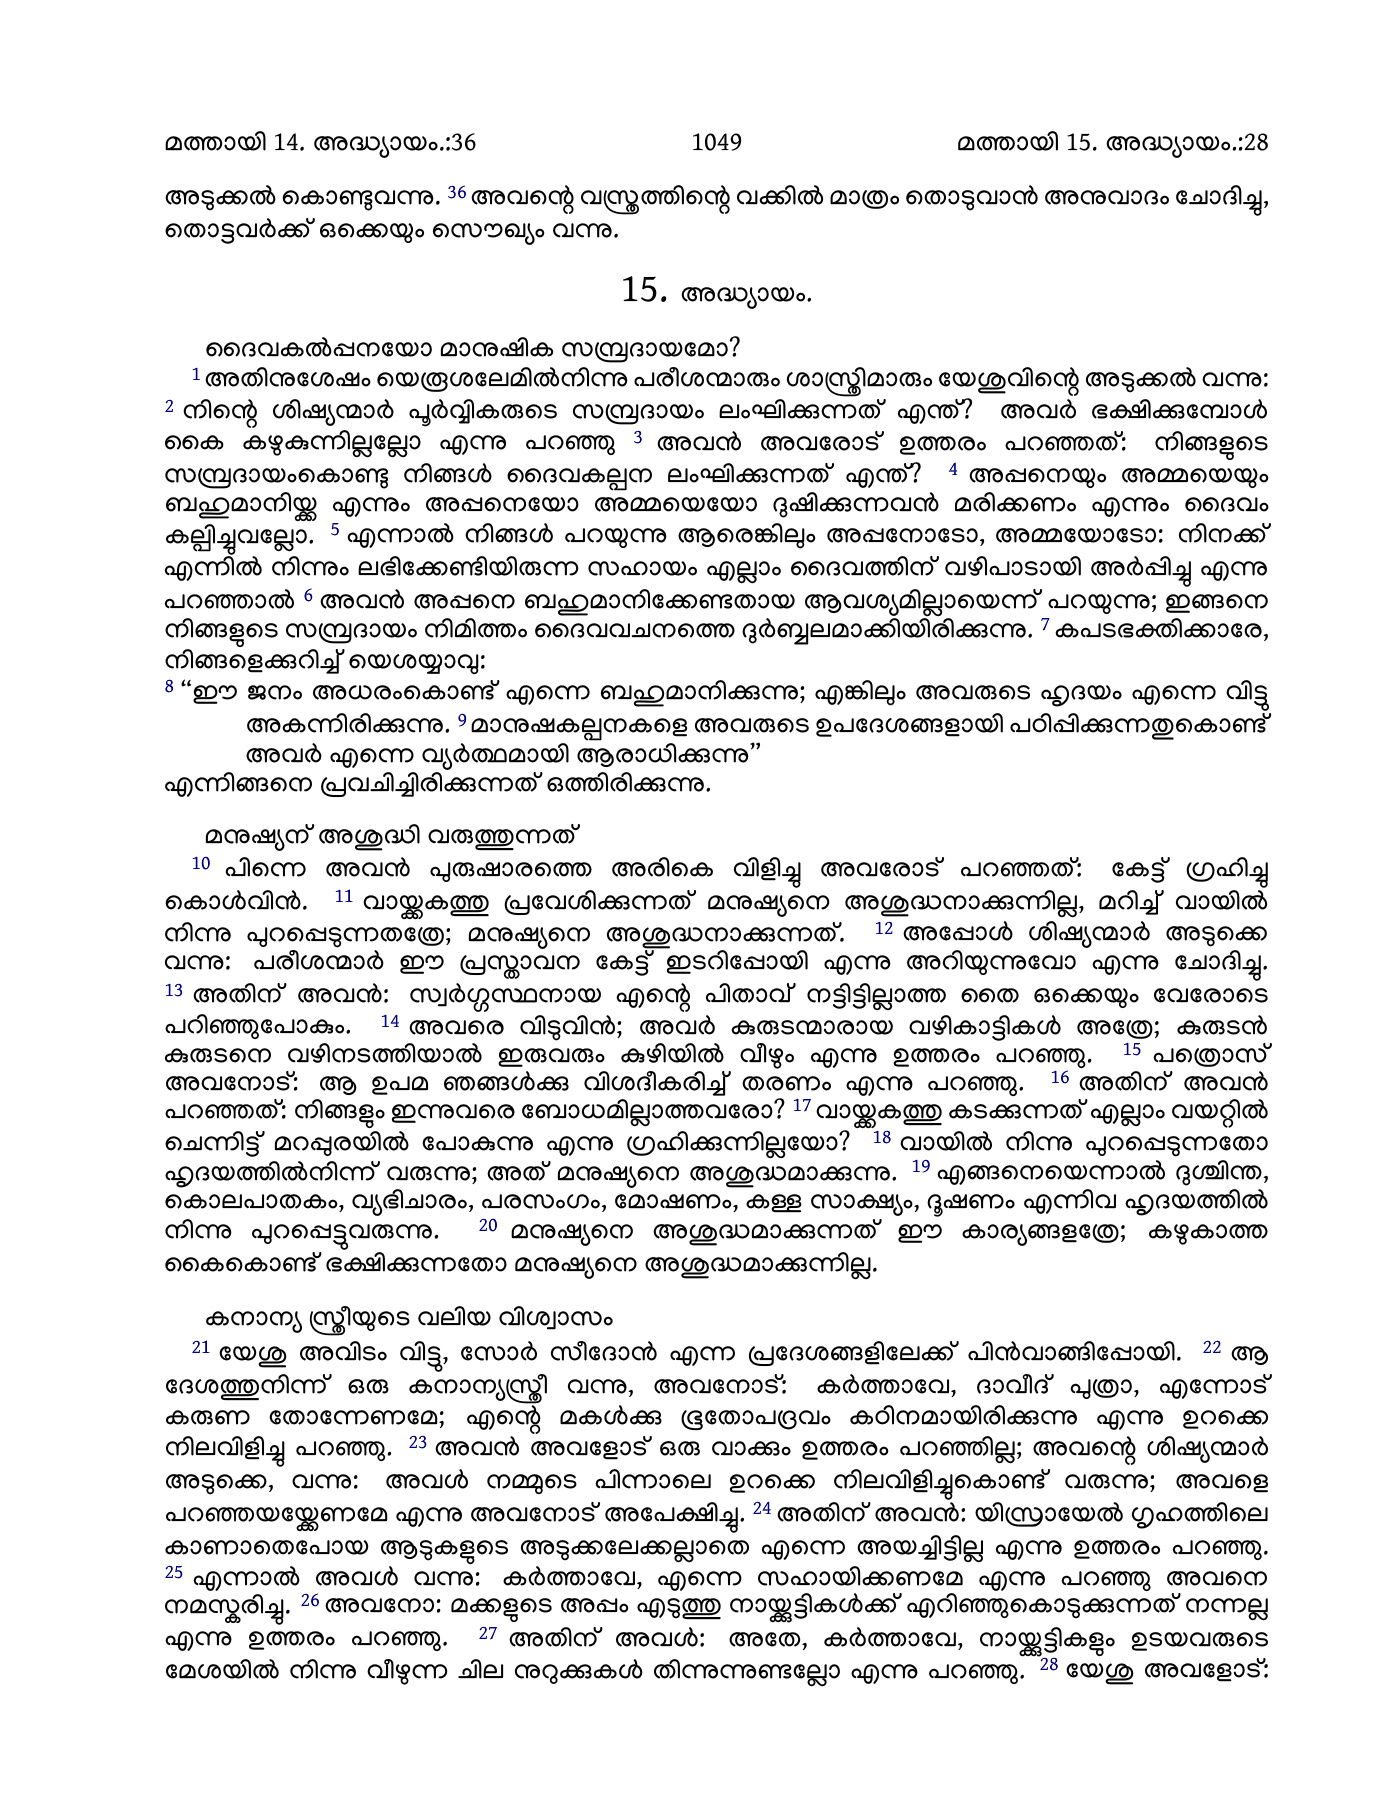 മത്തായി 14. അദ്ധ്യായം.:36 1049 മത്തായി 15. അദ്ധ്യായം.:28
അടുക്കൽ കൊണ്ടുവന്നു. 36 അവന്റെ വസ്ത്രത്തിന്റെ വക്കിൽ മാത്രം തൊടുവാൻ അനുവാദം ചോദിച്ചു,
തൊട്ടവർക്ക് ഒക്കെയും സൌഖ്യം വന്നു.
15. അദ്ധ്യായം.
ദൈവകൽപ്പനയോ മാനുഷിക സമ്പ്രദായമോ?
1 അതിനുശേഷം യെരൂശലേമിൽനിന്നു പരീശന്മാരും ശാസ്ത്രിമാരും യേശുവിന്റെ അടുക്കൽ വന്നു:
2 നിന്റെ ശിഷ്യന്മാർ പൂർവ്വികരുടെ സമ്പ്രദായം ലംഘിക്കുന്നത് എന്ത്? അവർ ഭക്ഷിക്കുമ്പോൾ
കൈ കഴുകുന്നില്ലല്ലോ എന്നു പറഞ്ഞു 3 അവൻ അവരോട് ഉത്തരം പറഞ്ഞത്: നിങ്ങളുടെ
സമ്പ്രദായംകൊണ്ടു നിങ്ങൾ ദൈവകല്പന ലംഘിക്കുന്നത് എന്ത്? 4 അപ്പനെയും അമ്മയെയും
ബഹുമാനിയ്ക്ക എന്നും അപ്പനെയോ അമ്മയെയോ ദുഷിക്കുന്നവൻ മരിക്കണം എന്നും ദൈവം
കല്പിച്ചുവല്ലോ. 5 എന്നാൽ നിങ്ങൾ പറയുന്നു ആരെങ്കിലും അപ്പനോടോ, അമ്മയോടോ: നിനക്ക്
എന്നിൽ നിന്നും ലഭിക്കേണ്ടിയിരുന്ന സഹായം എല്ലാം ദൈവത്തിന് വഴിപാടായി അർപ്പിച്ചു എന്നു
പറഞ്ഞാൽ 6 അവൻ അപ്പനെ ബഹുമാനിക്കേണ്ടതായ ആവശ്യമില്ലായെന്ന് പറയുന്നു; ഇങ്ങനെ
നിങ്ങളുടെ സമ്പ്രദായം നിമിത്തം ദൈവവചനത്തെ ദുർബ്ബലമാക്കിയിരിക്കുന്നു. 7 കപടഭക്തിക്കാരേ,
നിങ്ങളെക്കുറിച്ച് യെശയ്യാവു:
8 “ഈ ജനം അധരംകൊണ്ട് എന്നെ ബഹുമാനിക്കുന്നു; എങ്കിലും അവരുടെ ഹൃദയം എന്നെ വിട്ടു
അകന്നിരിക്കുന്നു. 9 മാനുഷകല്പനകളെ അവരുടെ ഉപദേശങ്ങളായി പഠിപ്പിക്കുന്നതുകൊണ്ട്
അവർ എന്നെ വ്യർത്ഥമായി ആരാധിക്കുന്നു”
എന്നിങ്ങനെ പ്രവചിച്ചിരിക്കുന്നത് ഒത്തിരിക്കുന്നു.
മനുഷ്യന് അശുദ്ധി വരുത്തുന്നത്
10 പിന്നെ അവൻ പുരുഷാരത്തെ അരികെ വിളിച്ചു അവരോട് പറഞ്ഞത്: കേട്ട് ഗ്രഹിച്ചു
കൊൾവിൻ. 11 വായ്ക്കകത്തു പ്രവേശിക്കുന്നത് മനുഷ്യനെ അശുദ്ധനാക്കുന്നില്ല, മറിച്ച് വായിൽ
നിന്നു പുറപ്പെടുന്നതത്രേ; മനുഷ്യനെ അശുദ്ധനാക്കുന്നത്. 12 അപ്പോൾ ശിഷ്യന്മാർ അടുക്കെ
വന്നു: പരീശന്മാർ ഈ പ്രസ്താവന കേട്ട് ഇടറിപ്പോയി എന്നു അറിയുന്നുവോ എന്നു ചോദിച്ചു.
13 അതിന് അവൻ: സ്വർഗ്ഗസ്ഥനായ എന്റെ പിതാവ് നട്ടിട്ടില്ലാത്ത തൈ ഒക്കെയും വേരോടെ
പറിഞ്ഞുപോകും. 14 അവരെ വിടുവിൻ; അവർ കുരുടന്മാരായ വഴികാട്ടികൾ അത്രേ; കുരുടൻ
കുരുടനെ വഴിനടത്തിയാൽ ഇരുവരും കുഴിയിൽ വീഴും എന്നു ഉത്തരം പറഞ്ഞു. 15 പത്രൊസ്
അവനോട്: ആ ഉപമ ഞങ്ങൾക്കു വിശദീകരിച്ച് തരണം എന്നു പറഞ്ഞു. 16 അതിന് അവൻ
പറഞ്ഞത്: നിങ്ങളും ഇന്നുവരെ ബോധമില്ലാത്തവരോ? 17 വായ്ക്കകത്തു കടക്കുന്നത് എല്ലാം വയറ്റിൽ
ചെന്നിട്ട് മറപ്പുരയിൽ പോകുന്നു എന്നു ഗ്രഹിക്കുന്നില്ലയോ? 18 വായിൽ നിന്നു പുറപ്പെടുന്നതോ
ഹൃദയത്തിൽനിന്ന് വരുന്നു; അത് മനുഷ്യനെ അശുദ്ധമാക്കുന്നു. 19 എങ്ങനെയെന്നാൽ ദുശ്ചിന്ത,
കൊലപാതകം, വ്യഭിചാരം, പരസംഗം, മോഷണം, കള്ള സാക്ഷ്യം, ദൂഷണം എന്നിവ ഹൃദയത്തിൽ
നിന്നു പുറപ്പെട്ടുവരുന്നു. 20 മനുഷ്യനെ അശുദ്ധമാക്കുന്നത് ഈ കാര്യങ്ങളത്രേ; കഴുകാത്ത
കൈകൊണ്ട് ഭക്ഷിക്കുന്നതോ മനുഷ്യനെ അശുദ്ധമാക്കുന്നില്ല.
കനാന്യ സ്ത്രീയുടെ വലിയ വിശ്വാസം
21 യേശു അവിടം വിട്ടു, സോർ സീദോൻ എന്ന പ്രദേശങ്ങളിലേക്ക് പിൻവാങ്ങിപ്പോയി. 22 ആ
ദേശത്തുനിന്ന് ഒരു കനാന്യസ്ത്രീ വന്നു, അവനോട്: കർത്താവേ, ദാവീദ് പുത്രാ, എന്നോട്
കരുണ തോന്നേണമേ; എന്റെ മകൾക്കു ഭൂതോപദ്രവം കഠിനമായിരിക്കുന്നു എന്നു ഉറക്കെ
നിലവിളിച്ചു പറഞ്ഞു. 23 അവൻ അവളോട് ഒരു വാക്കും ഉത്തരം പറഞ്ഞില്ല; അവന്റെ ശിഷ്യന്മാർ
അടുക്കെ, വന്നു: അവൾ നമ്മുടെ പിന്നാലെ ഉറക്കെ നിലവിളിച്ചുകൊണ്ട് വരുന്നു; അവളെ
പറഞ്ഞയയ്ക്കേണമേ എന്നു അവനോട് അപേക്ഷിച്ചു. 24 അതിന് അവൻ: യിസ്രായേൽ ഗൃഹത്തിലെ
കാണാതെപോയ ആടുകളുടെ അടുക്കലേക്കല്ലാതെ എന്നെ അയച്ചിട്ടില്ല എന്നു ഉത്തരം പറഞ്ഞു.
25 എന്നാൽ അവൾ വന്നു: കർത്താവേ, എന്നെ സഹായിക്കണമേ എന്നു പറഞ്ഞു അവനെ
നമസ്കരിച്ചു. 26 അവനോ: മക്കളുടെ അപ്പം എടുത്തു നായ്ക്കുട്ടികൾക്ക് എറിഞ്ഞുകൊടുക്കുന്നത് നന്നല്ല
എന്നു ഉത്തരം പറഞ്ഞു. 27 അതിന് അവൾ: അതേ, കർത്താവേ, നായ്ക്കുട്ടികളും ഉടയവരുടെ
മേശയിൽ നിന്നു വീഴുന്ന ചില നുറുക്കുകൾ തിന്നുന്നുണ്ടല്ലോ എന്നു പറഞ്ഞു. 28 യേശു അവളോട്: